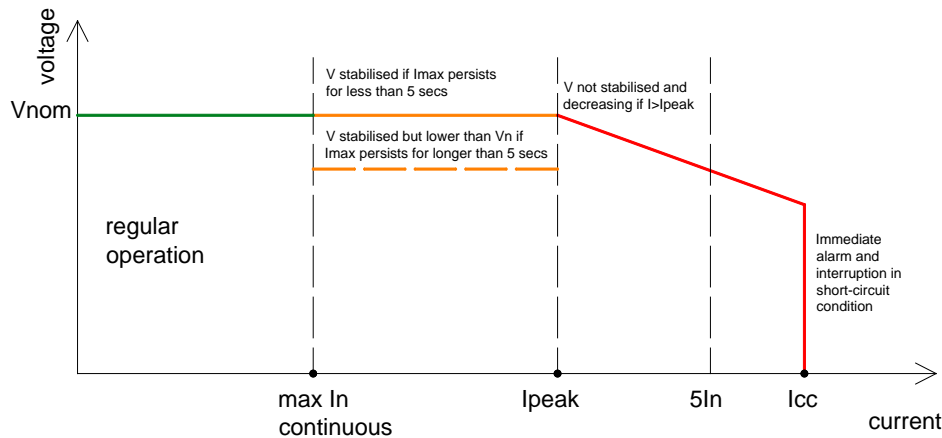 voltage
Vnom
V stabilised if Imax persists
for less than 5 secs
V not stabilised and
decreasing if I>Ipeak
V stabilised but lower than Vn if
Imax persists for longer than 5 secs
regular
operation
Immediate
alarm and
interruption in
short-circuit
condition
max In
continuous
Ipeak
5In
Icc
current